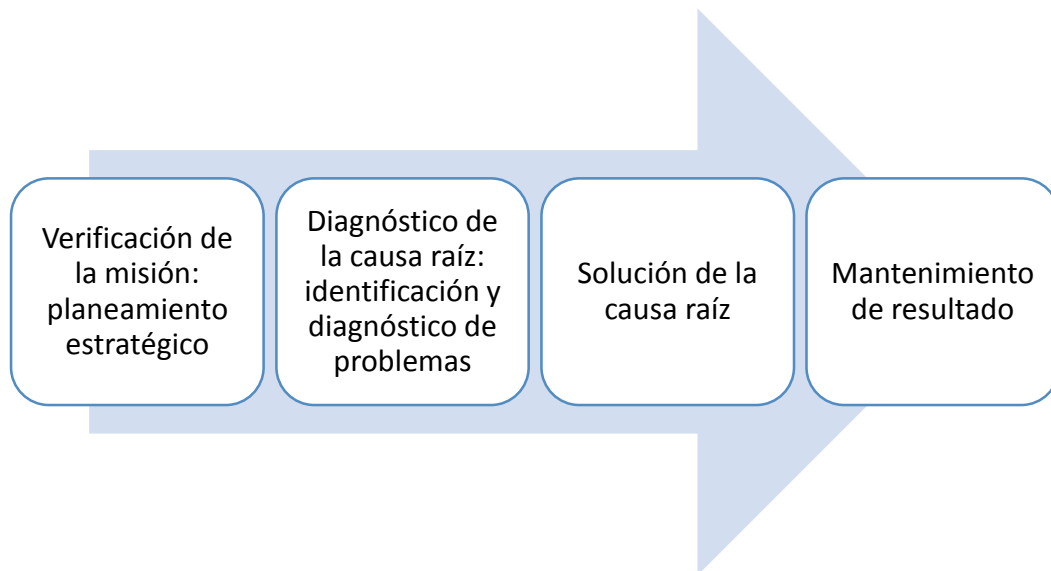 Verificación de
la misión:
planeamiento
estratégico
Diagnóstico de
la causa raíz:
identificación y
diagnóstico de
problemas
Solución de la
causa raíz
Mantenimiento
de resultado